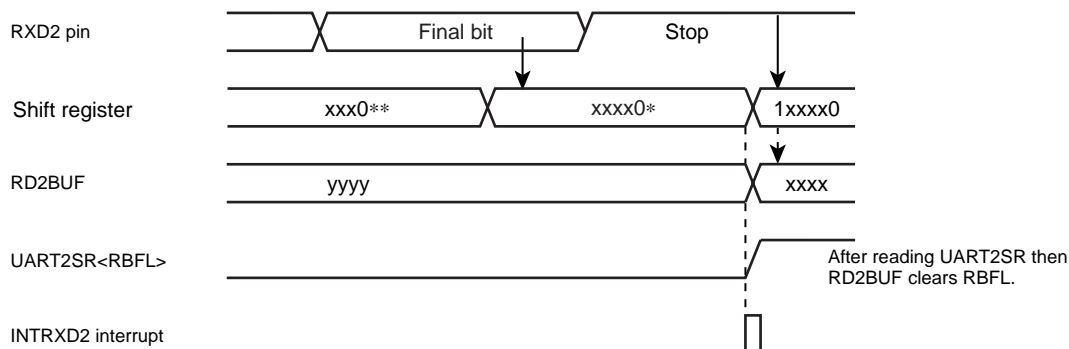 RXD2 pin
Final bit
Stop
Shift register
xxx0**
xxxx0*
1xxxx0
RD2BUF
yyyy
xxxx
UART2SR<RBFL>
After reading UART2SR then
RD2BUF clears RBFL.
INTRXD2 interrupt